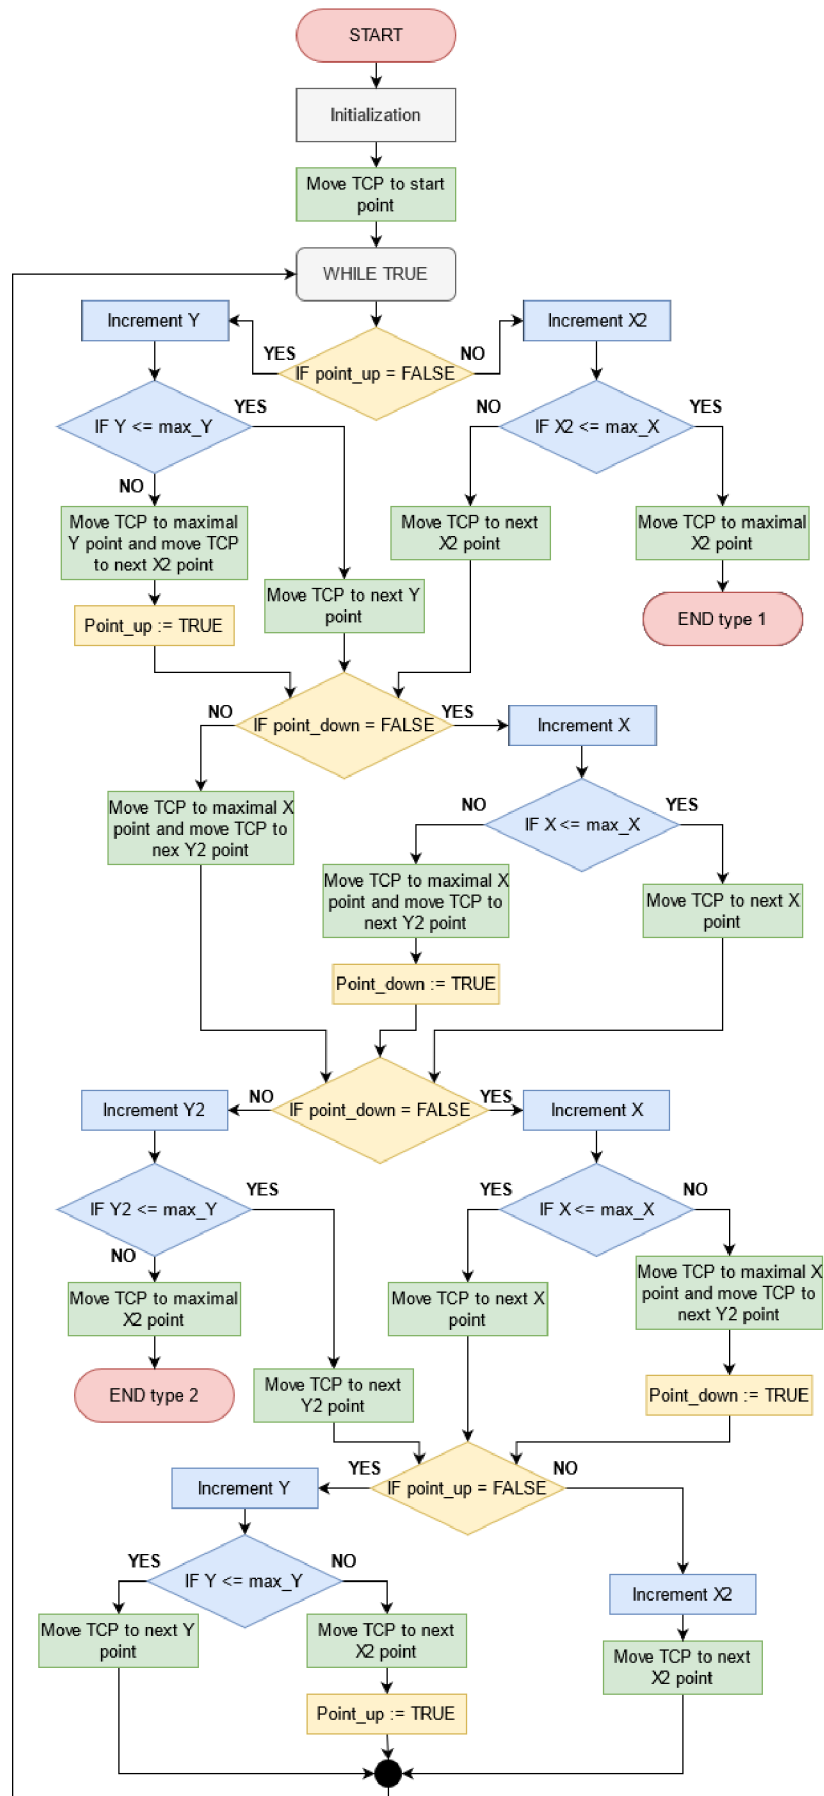 START
Initialization
Move TCP to start
point
WHILE TRUE
Increment Y
Increment X2
YES
NO
IF point_up = FALSE
YES
NO
YES
IF Y <= max_Y
IF X2 <= max_X
NO
Move TCP to maximal
Y point and move TCP
to next X2 point
Move TCP to next
X2 point
Move TCP to maximal
X2 point
Move TCP to next Y
point
Point_up := TRUE
END type 1
NO
YES
IF point_down = FALSE
Increment X
Move TCP to maximal X
point and move TCP to
nex Y2 point
NO
YES
IF X <= max_X
Move TCP to maximal X
point and move TCP to
next Y2 point
Move TCP to next X
point
Point_down := TRUE
NO
YES
Increment Y2
IF point_down = FALSE
Increment X
YES
YES
NO
IF Y2 <= max_Y
IF X <= max_X
NO
Move TCP to maximal
X2 point
Move TCP to next X
point
Move TCP to maximal X
point and move TCP to
next Y2 point
END type 2
Move TCP to next
Y2 point
Point_down := TRUE
YES
NO
Increment Y
IF point_up = FALSE
YES
NO
IF Y <= max_Y
Increment X2
Move TCP to next Y
point
Move TCP to next
X2 point
Move TCP to next
X2 point
Point_up := TRUE